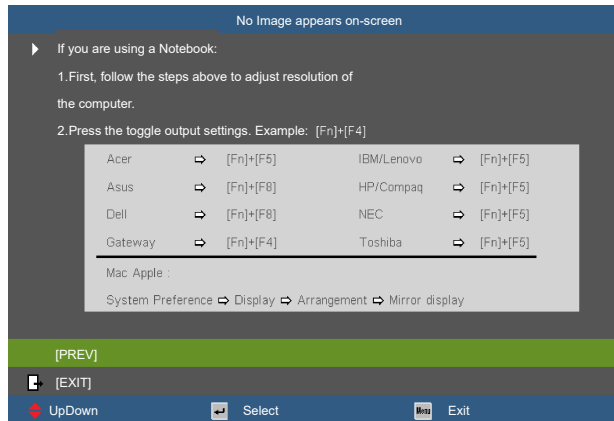 No Image appears on-screen
If you are using a Notebook:
1.First, follow the steps above to adjust resolution of
the computer.
2.Press the toggle output settings. Example: [Fn]+[F4]
Acer ⇨ [Fn]+[F5] IBM/Lenovo ⇨ [Fn]+[F5]
Asus ⇨ [Fn]+[F8] HP/Compaq ⇨ [Fn]+[F5]
Dell ⇨ [Fn]+[F8] NEC ⇨ [Fn]+[F5]
Gateway ⇨ [Fn]+[F4] Toshiba ⇨ [Fn]+[F5]
Mac Apple :
System Preference ⇨ Display ⇨ Arrangement ⇨ Mirror display
[PREV]
[EXIT]
UpDown Select Menu Exit